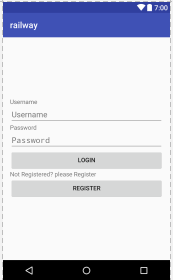 7:00
railway
Username
Username
Password
Password
LOGIN
Not Registered? please Register
REGISTER